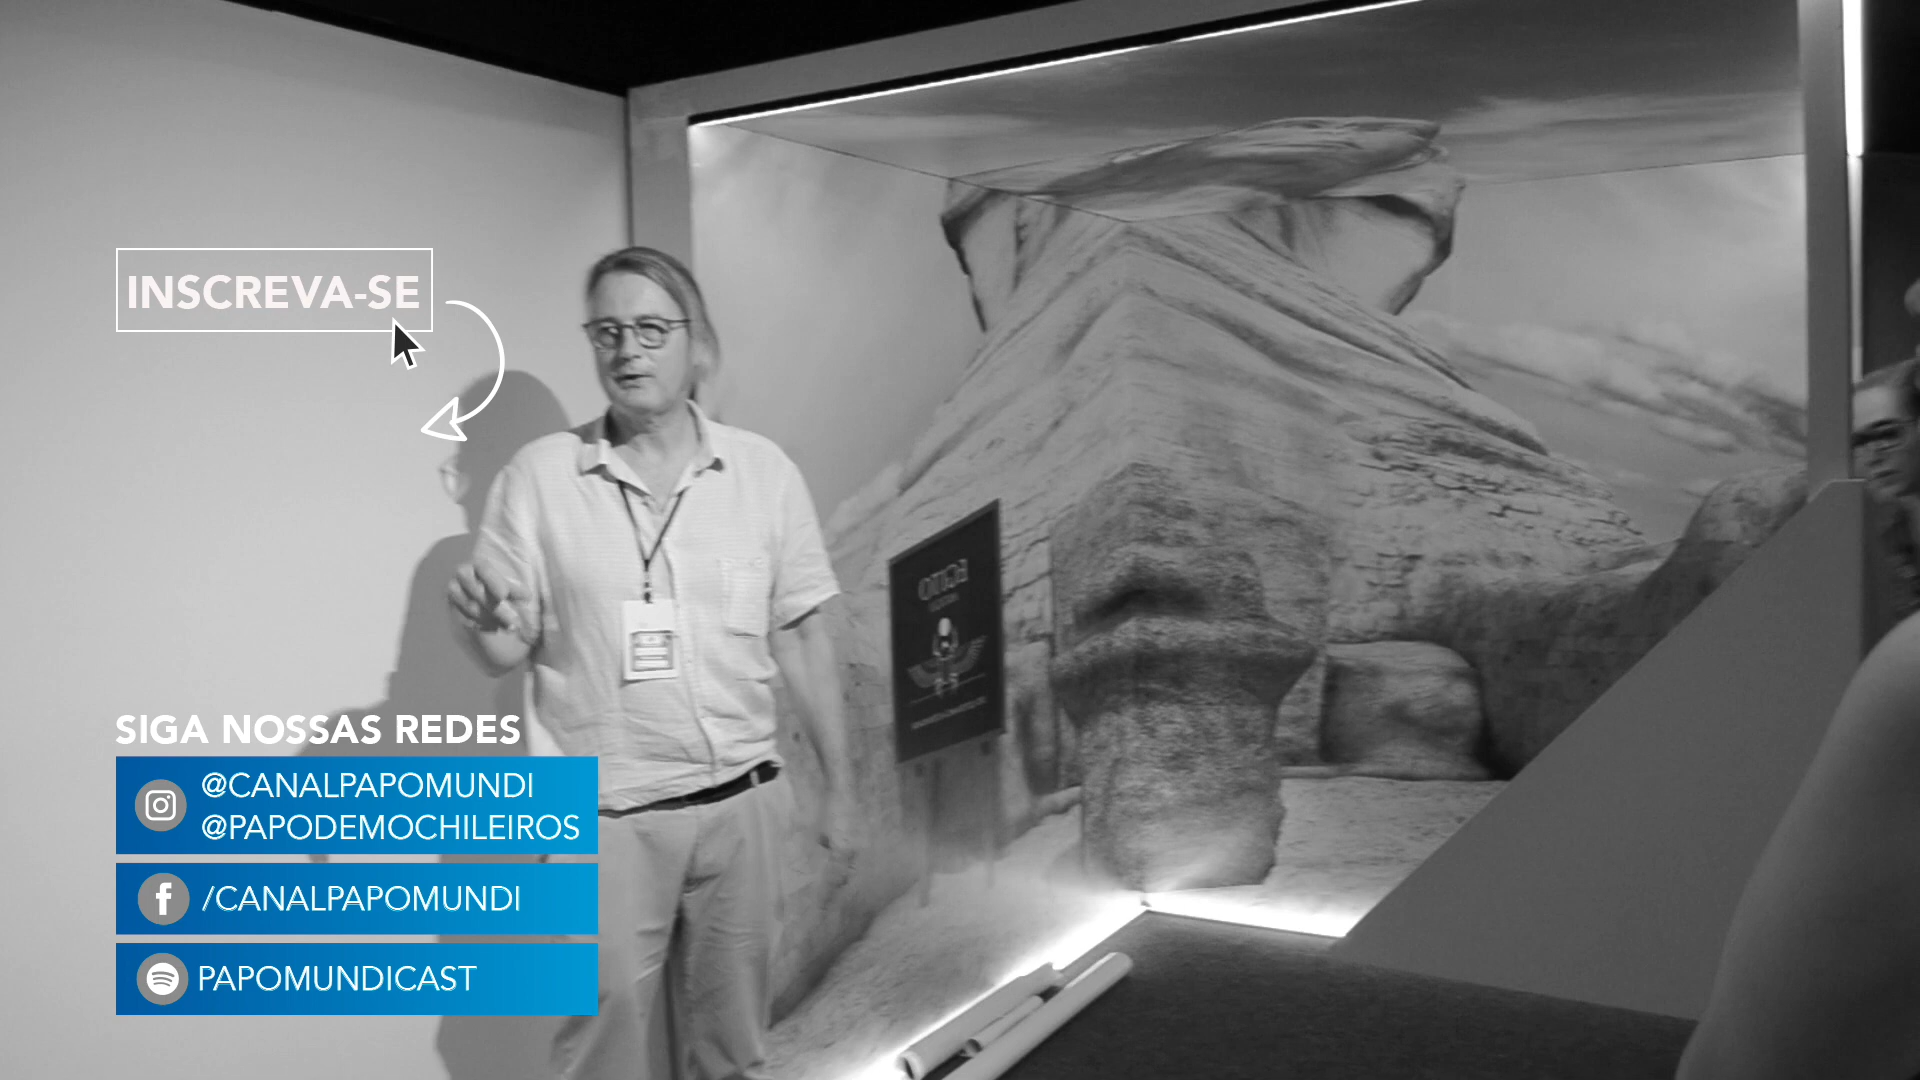 INSCREVA-SE
SIGA NOSSAS REDES
@CANALPAPOMUNDI
@PAPODEMOCHILEIROS
/CANALPAPOMUNDI
PAPOMUNDICAST